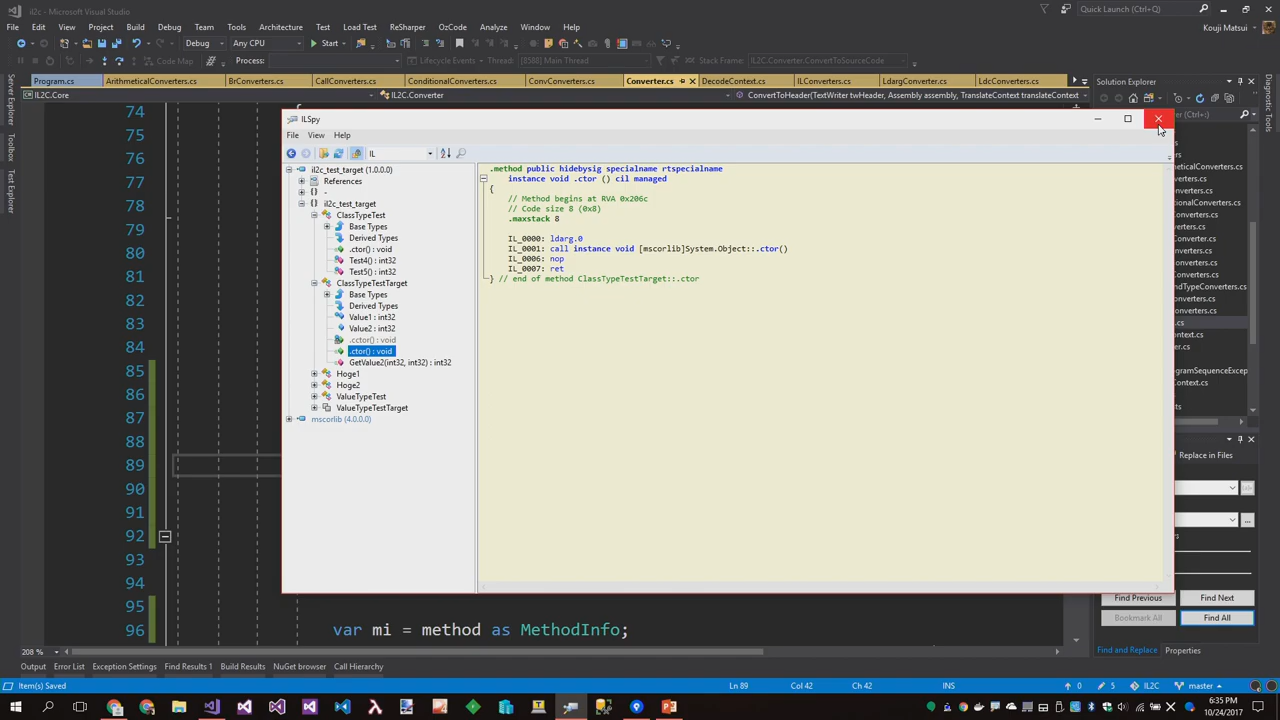 il2c - Microsoft Visual Studio
Quick Launch (Ctrl+Q)
File Edit View Project Build Debug Team Tools Test Load Test ReSharper OzCode Analyze Window Help
Kouji Matsui
Debug Any CPU Start
Code Map Process: Lifecycle Events Thread: [8588] Main Thread Stack Frame: IL2C.Converter.ConvertToSourceCode
Program.cs ArithmeticalConverters.cs BrConverters.cs CallConverters.cs ConditionalConverters.cs ConvConverters.cs Converter.cs DecodeContext.cs ILConverters.cs LdargConverters.cs LdcConverters.cs
Solution Explorer
IL2C.Core
IL2C.Converter
ConvertToHeader(TextWriter twHeader, Assembly assembly, TranslateContext translateContext
Server Explorer
Toolbox
Test Explorer
Diagnostic Tools
74
75
76
77
78
79
80
81
82
83
84
85
86
87
88
89
90
91
92
93
94
95
96
var mi = method as MethodInfo;
ILSpy
File View Help
IL
il2c_test_target (1.0.0.0)
References
-
il2c_test_target
ClassTypeTest
Base Types
Derived Types
.ctor() : void
Test4() : int32
Test5() : int32
ClassTypeTestTarget
Base Types
Derived Types
Value1 : int32
Value2 : int32
.cctor() : void
.ctor() : void
GetValue2(int32, int32) : int32
Hoge1
Hoge2
ValueTypeTest
ValueTypeTestTarget
mscorlib (4.0.0.0)
.method public hidebysig specialname rtspecialname
instance void .ctor () cil managed
{
// Method begins at RVA 0x206c
// Code size 8 (0x8)
.maxstack 8
IL_0000: ldarg.0
IL_0001: call instance void [mscorlib]System.Object::.ctor()
IL_0006: nop
IL_0007: ret
} // end of method ClassTypeTestTarget::.ctor
Replace in Files
Find Previous Find Next
Bookmark All Find All
Find and Replace Properties
208 %
Output Error List Exception Settings Find Results 1 Build Results NuGet browser Call Hierarchy
Item(s) Saved Ln 89 Col 42 Ch 42 INS 0 5 IL2C master
6:35 PM
10/24/2017